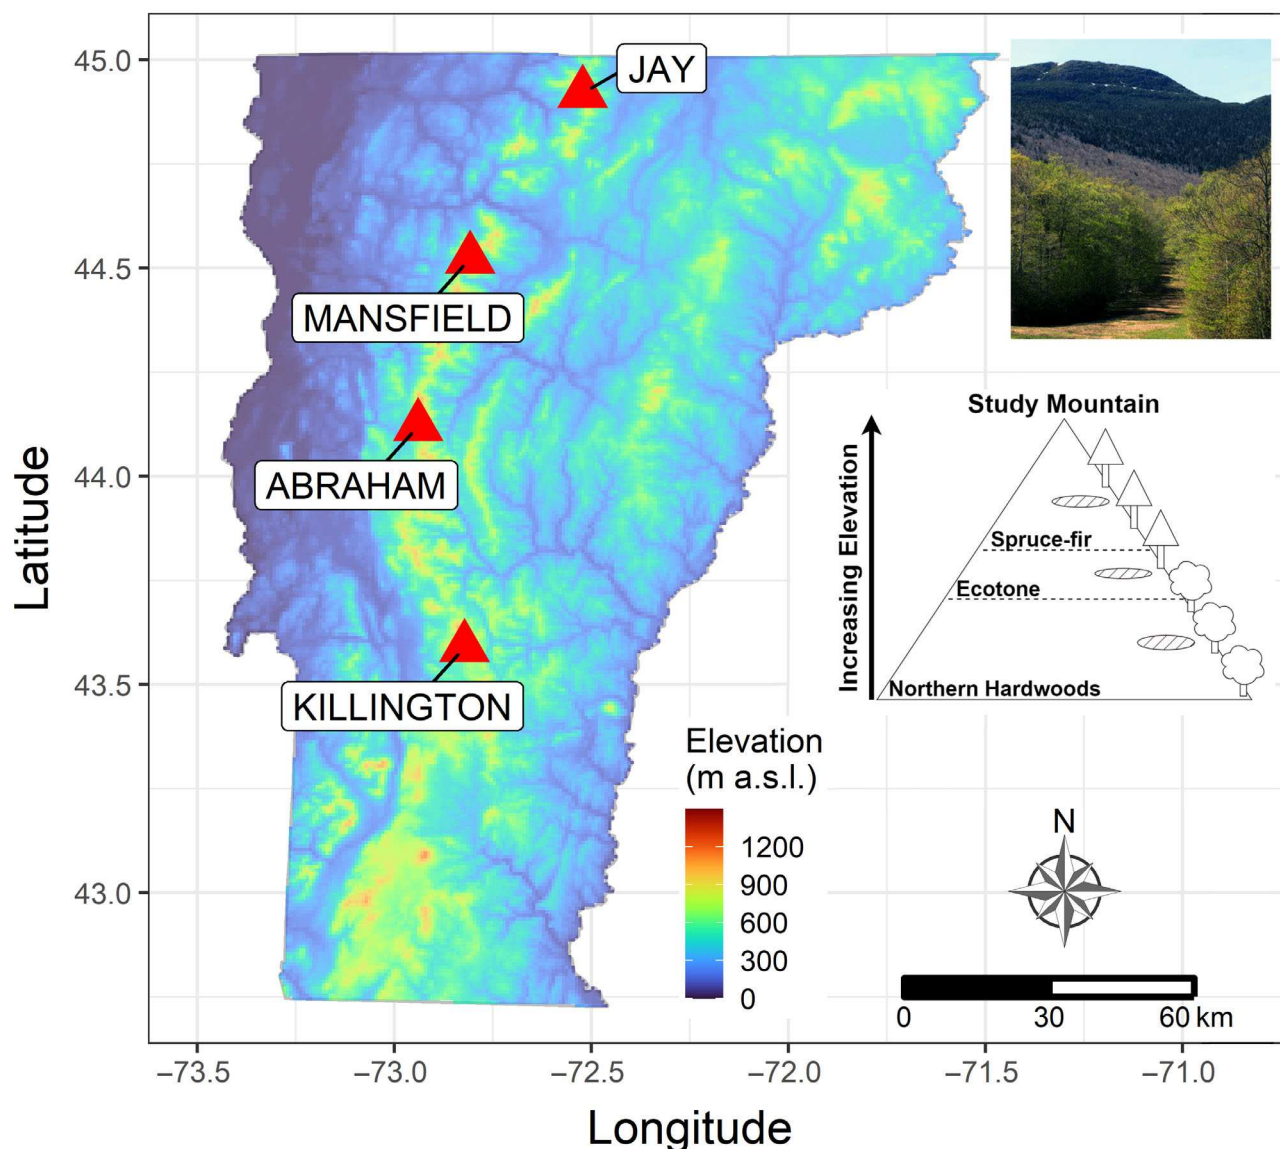 45.0
44.5
44.0
43.5
43.0
Latitude
JAY
MANSFIELD
ABRAHAM
KILLINGTON
Study Mountain
Increasing Elevation
Spruce-fir
Ecotone
Northern Hardwoods
Elevation
(m a.s.l.)
1200
900
600
300
0
N
0 30 60 km
−73.5 −73.0 −72.5 −72.0 −71.5 −71.0
Longitude